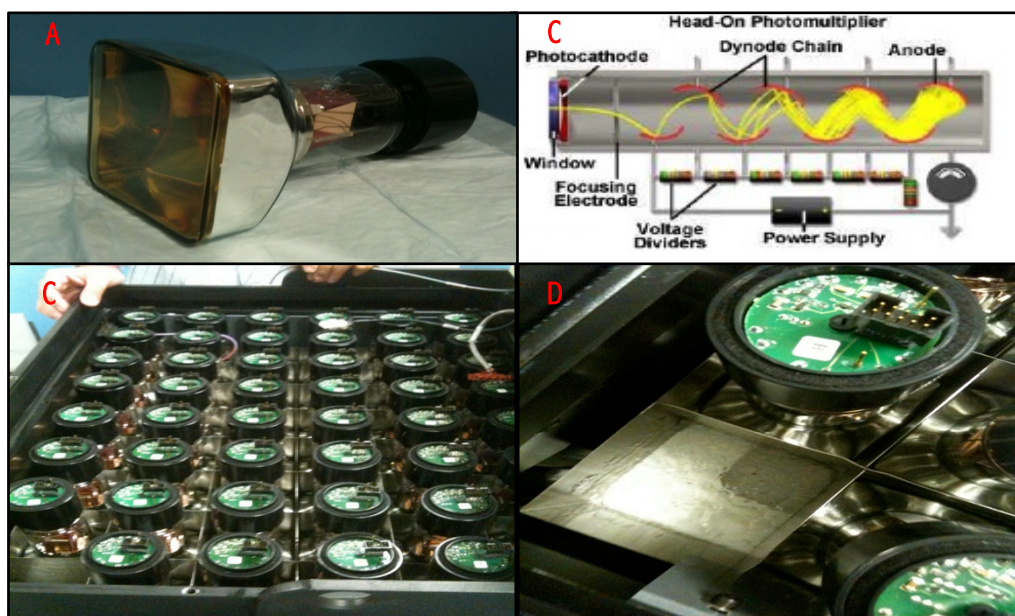 A
C
Head-On Photomultiplier
Dynode Chain
Photocathode
Anode
Window
Focusing
Electrode
Voltage
Dividers
Power Supply
C
D